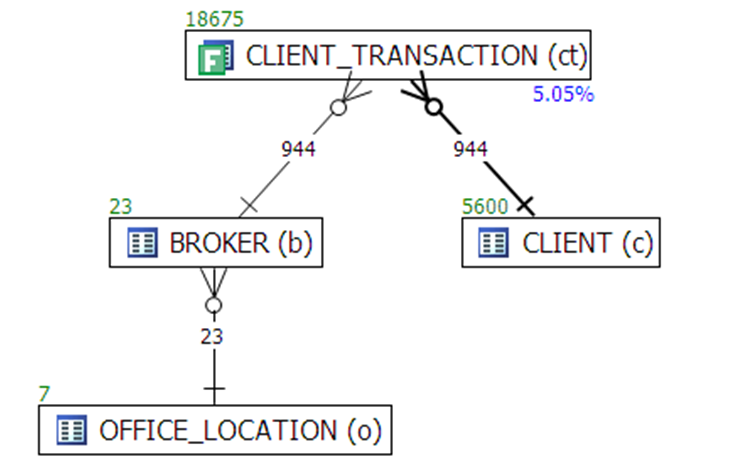 18675
F CLIENT_TRANSACTION (ct)
5.05%
944 944
23 5600
BROKER (b) CLIENT (c)
23
7
OFFICE_LOCATION (o)